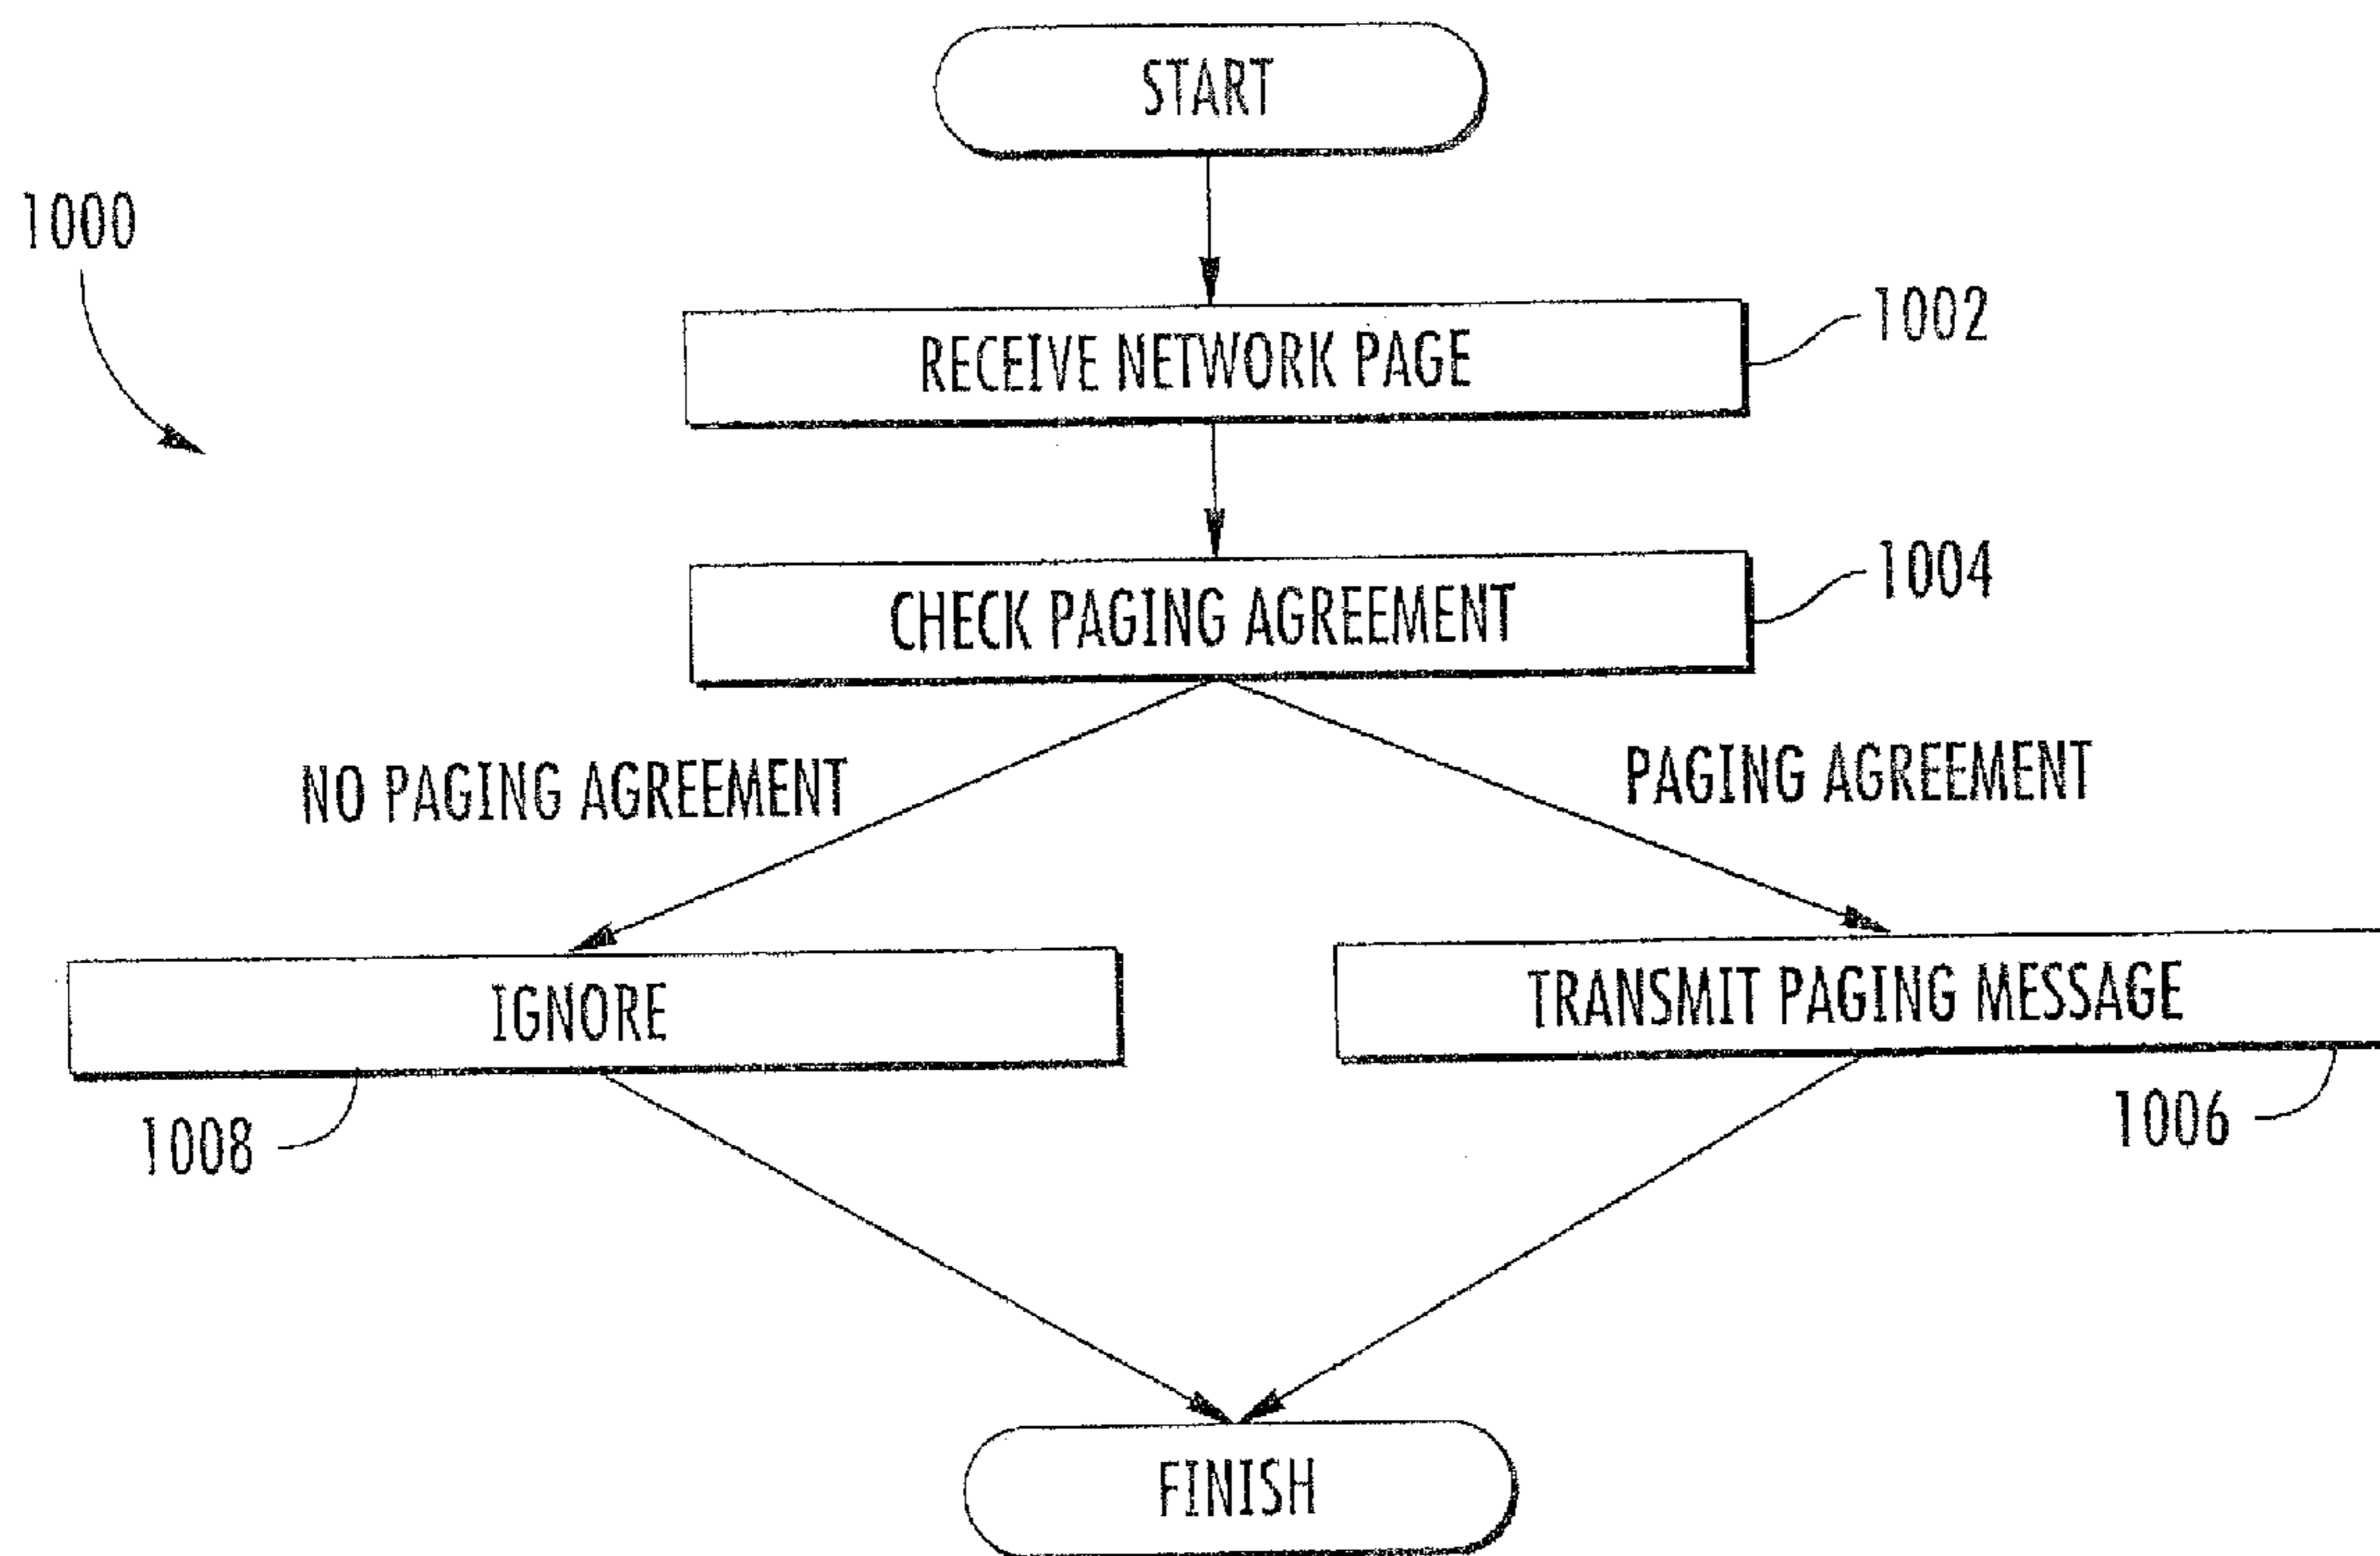 START
1000
RECEIVE NETWORK PAGE
1002
CHECK PAGING AGREEMENT
1004
NO PAGING AGREEMENT
PAGING AGREEMENT
IGNORE
TRANSMIT PAGING MESSAGE
1008
1006
FINISH